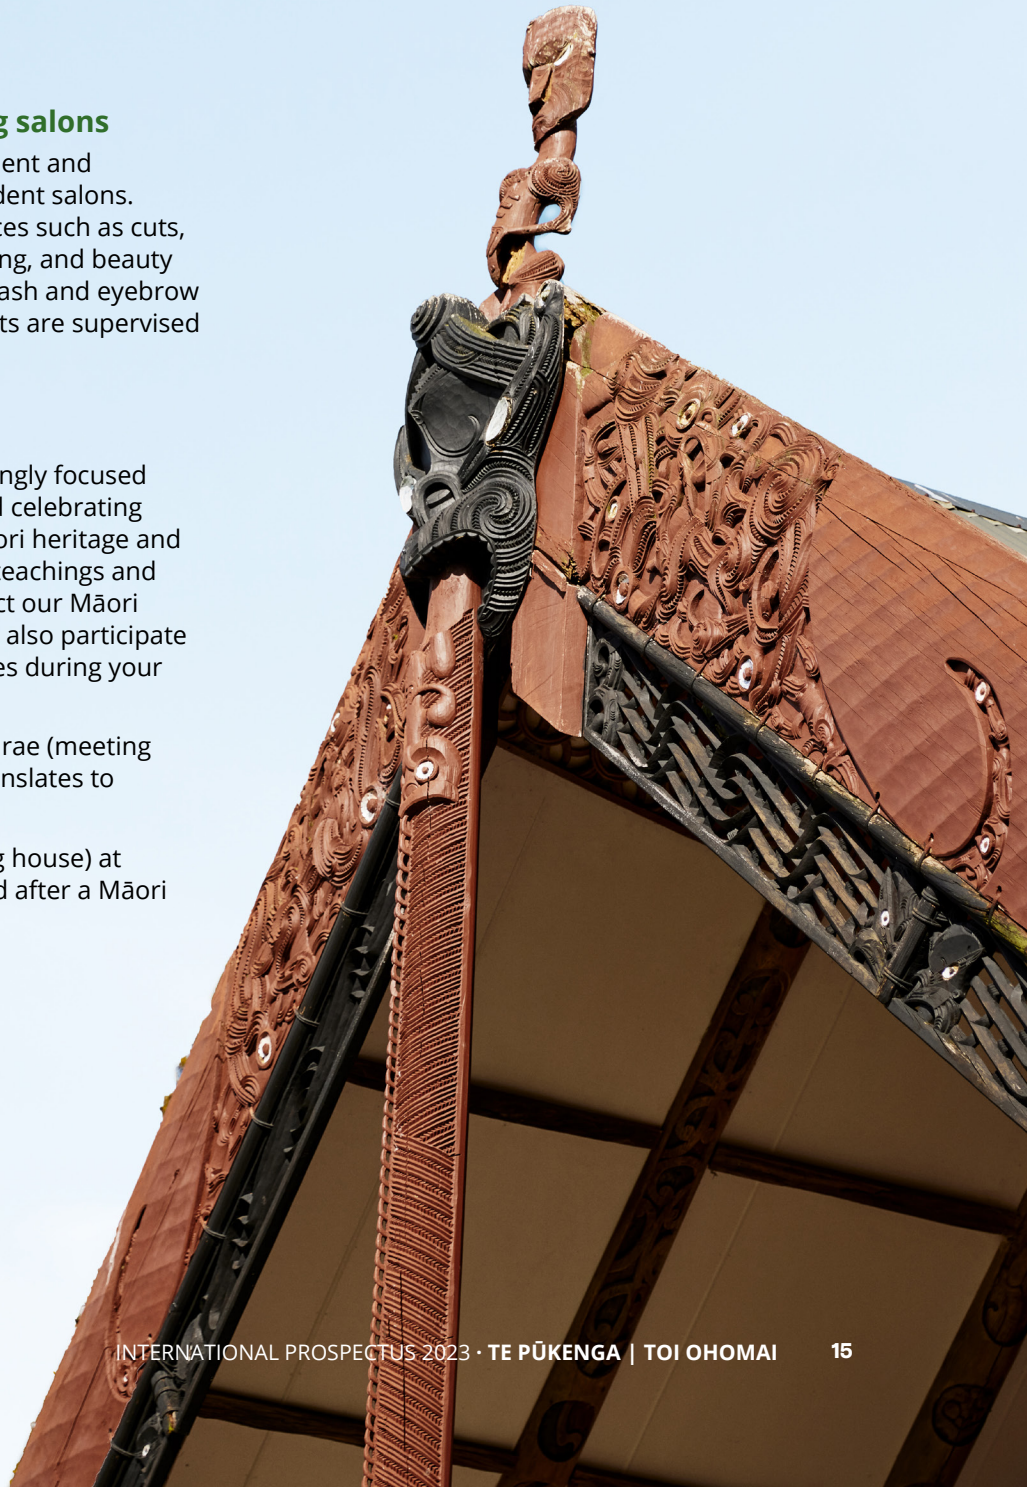 g salons
ent and
dent salons.
ces such as cuts,
ng, and beauty
ash and eyebrow
ts are supervised
ngly focused
l celebrating
ori heritage and
teachings and
ct our Māori
also participate
es during your
rae (meeting
nslates to
g house) at
d after a Māori
INTERNATIONAL PROSPECTUS 2023 · TE PŪKENGA | TOI OHOMAI 15